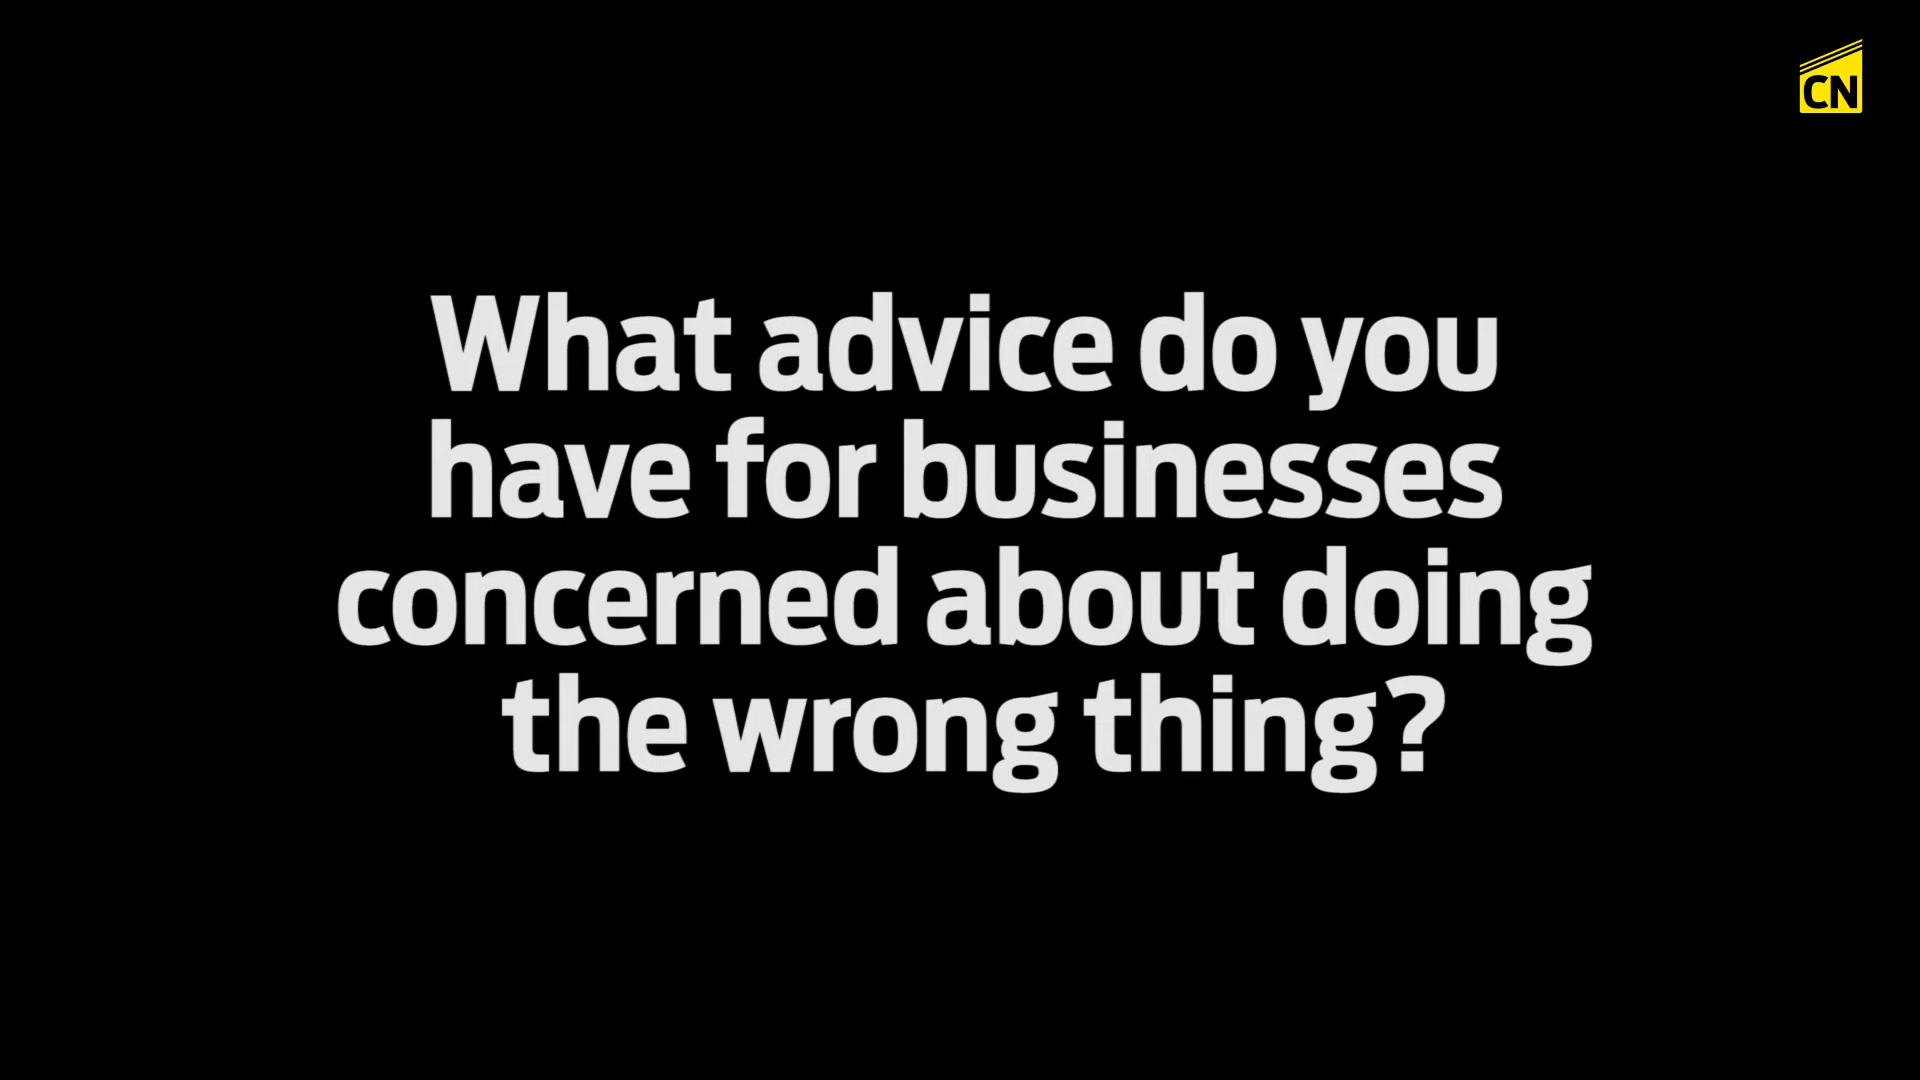 CN
What advice do you
have for businesses
concerned about doing
the wrong thing?